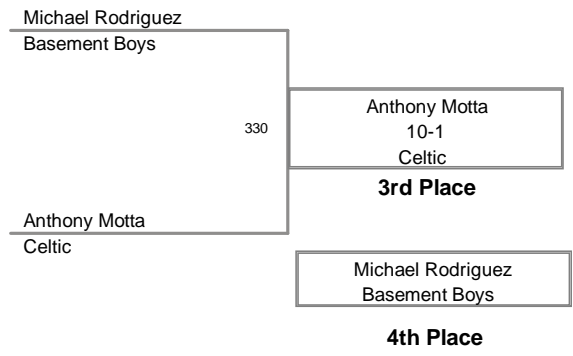 Michael Rodriguez
Basement Boys
330
Anthony Motta
10-1
Celtic
3rd Place
Anthony Motta
Celtic
Michael Rodriguez
Basement Boys
4th Place